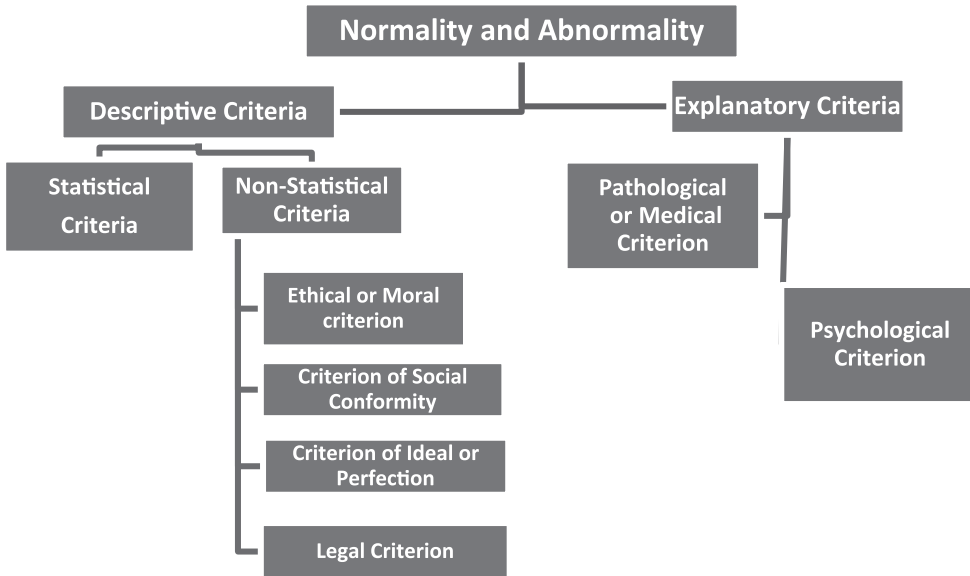 Normality and Abnormality
Descriptive Criteria
Explanatory Criteria
Statistical
Criteria
Non-Statistical
Criteria
Pathological
or Medical
Criterion
Ethical or Moral
criterion
Psychological
Criterion
Criterion of Social
Conformity
Criterion of Ideal or
Perfection
Legal Criterion